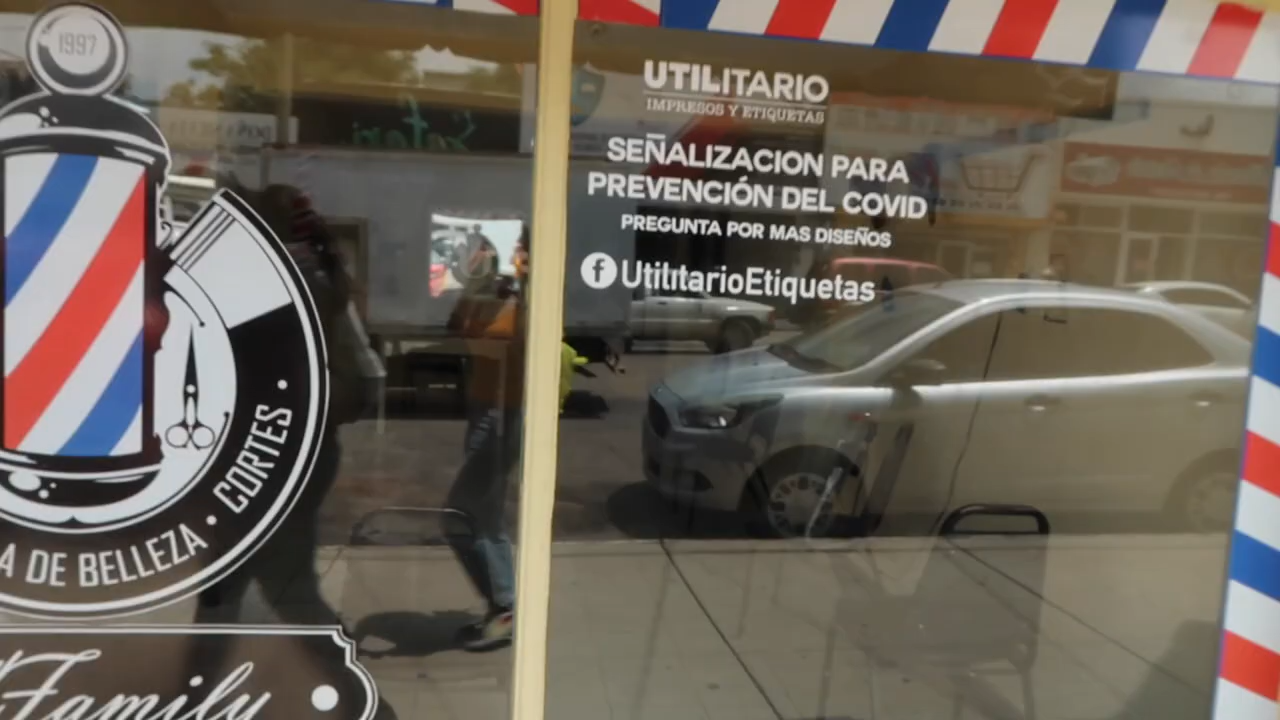 1997
UTILITARIO
IMPRESOS Y ETIQUETAS
SEÑALIZACION PARA
PREVENCIÓN DEL COVID
PREGUNTA POR MAS DISEÑOS
UtilitarioEtiquetas
A DE BELLEZA • CORTES •
Family